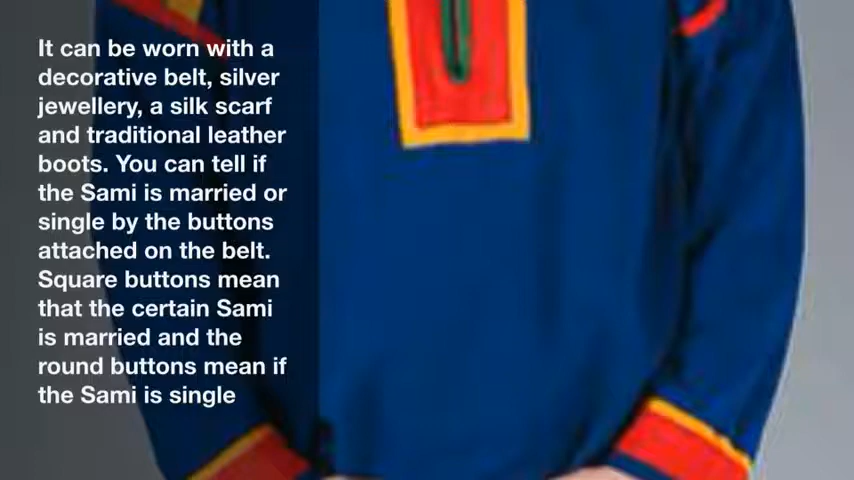 It can be worn with a
decorative belt, silver
jewellery, a silk scarf
and traditional leather
boots. You can tell if
the Sami is married or
single by the buttons
attached on the belt.
Square buttons mean
that the certain Sami
is married and the
round buttons mean if
the Sami is single